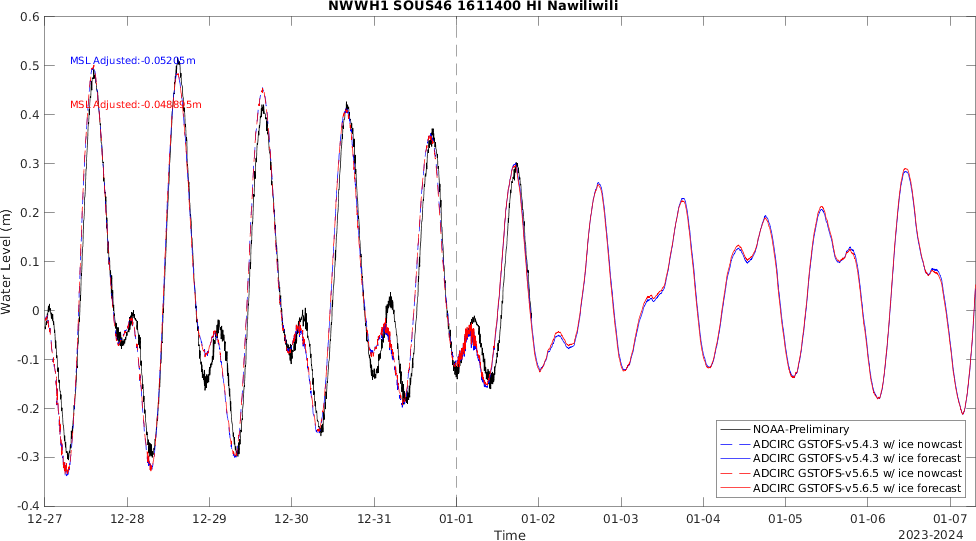 NWWH1 SOUS46 1611400 HI Nawiliwili
0.6
0.5
0.4
0.3
0.2
0.1
0
-0.1
-0.2
-0.3
-0.4
Water Level (m)
MSL Adjusted:-0.05205m
MSL Adjusted:-0.048895m
NOAA-Preliminary
ADCIRC GSTOFS-v5.4.3 w/ ice nowcast
ADCIRC GSTOFS-v5.4.3 w/ ice forecast
ADCIRC GSTOFS-v5.6.5 w/ ice nowcast
ADCIRC GSTOFS-v5.6.5 w/ ice forecast
12-27 12-28 12-29 12-30 12-31 01-01 01-02 01-03 01-04 01-05 01-06 01-07
2023-2024
Time